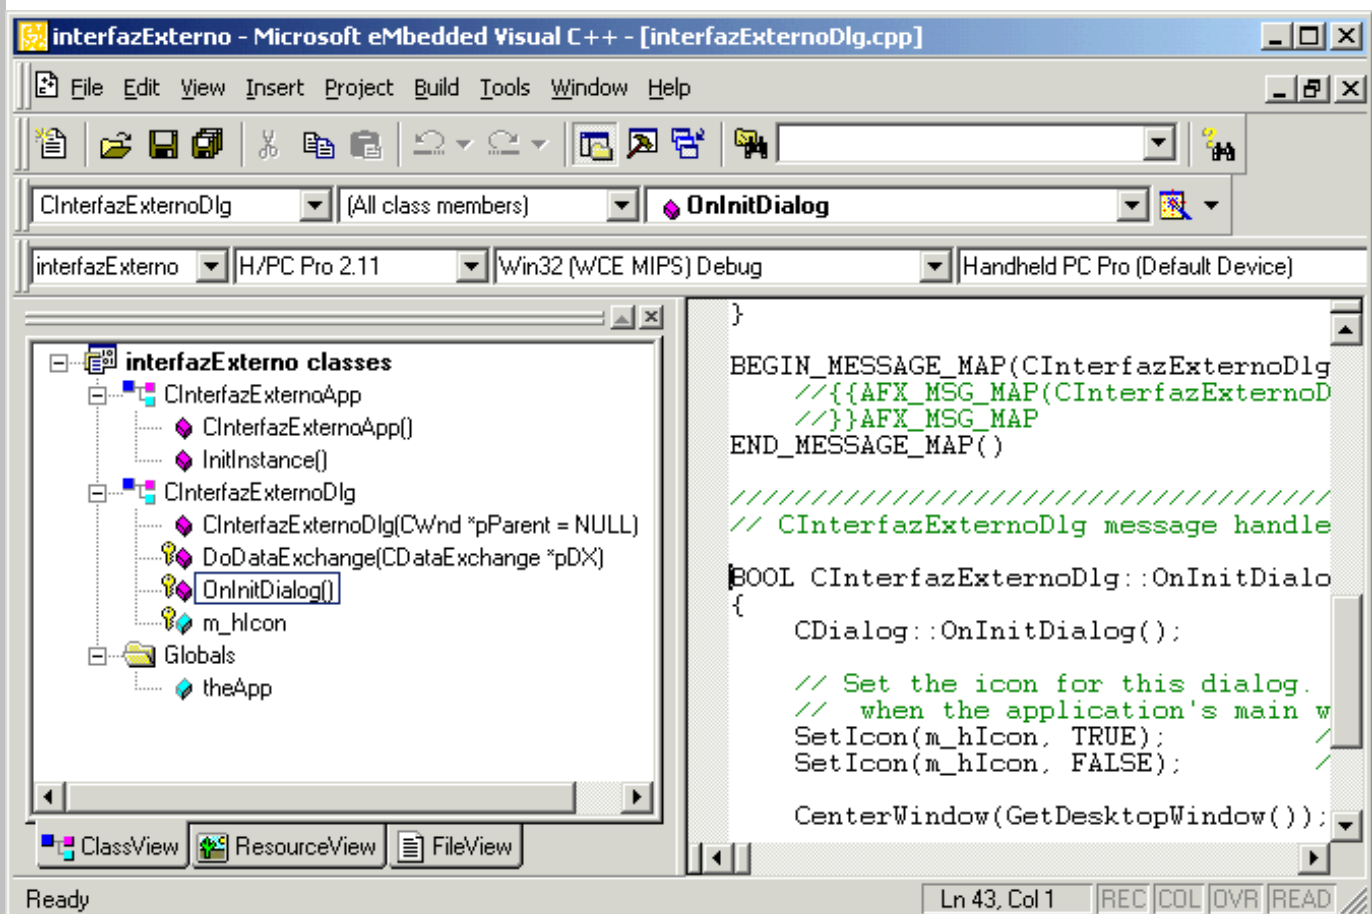 interfazExterno - Microsoft eMbedded Visual C++ - [interfazExternoDlg.cpp]
File Edit View Insert Project Build Tools Window Help
CInterfazExternoDlg (All class members) OnInitDialog
interfazExterno H/PC Pro 2.11 Win32 (WCE MIPS) Debug Handheld PC Pro (Default Device)
interfazExterno classes
CInterfazExternoApp
CInterfazExternoApp()
InitInstance()
CInterfazExternoDlg
CInterfazExternoDlg(CWnd *pParent = NULL)
DoDataExchange(CDataExchange *pDX)
OnInitDialog()
m_hIcon
Globals
theApp
ClassView ResourceView FileView
}
BEGIN_MESSAGE_MAP(CInterfazExternoDlg
//{{AFX_MSG_MAP(CInterfazExternoD
//}}AFX_MSG_MAP
END_MESSAGE_MAP()
/////////////////////////////////////
// CInterfazExternoDlg message handle
BOOL CInterfazExternoDlg::OnInitDialo
{
CDialog::OnInitDialog();
// Set the icon for this dialog.
//  when the application's main w
SetIcon(m_hIcon, TRUE); /
SetIcon(m_hIcon, FALSE); /
CenterWindow(GetDesktopWindow());
Ready Ln 43, Col 1 REC COL OVR READ